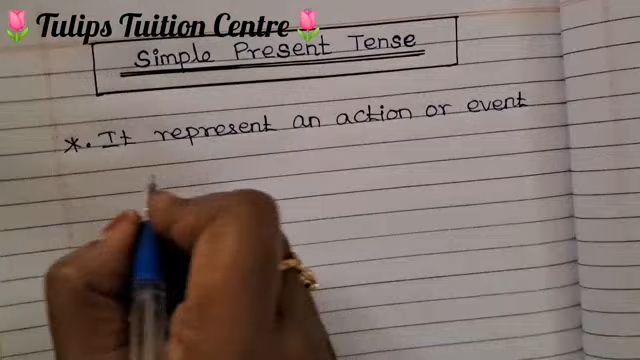 🌷 Tulips Tuition Centre 🌷
Simple Present Tense
*. It represent an action or event